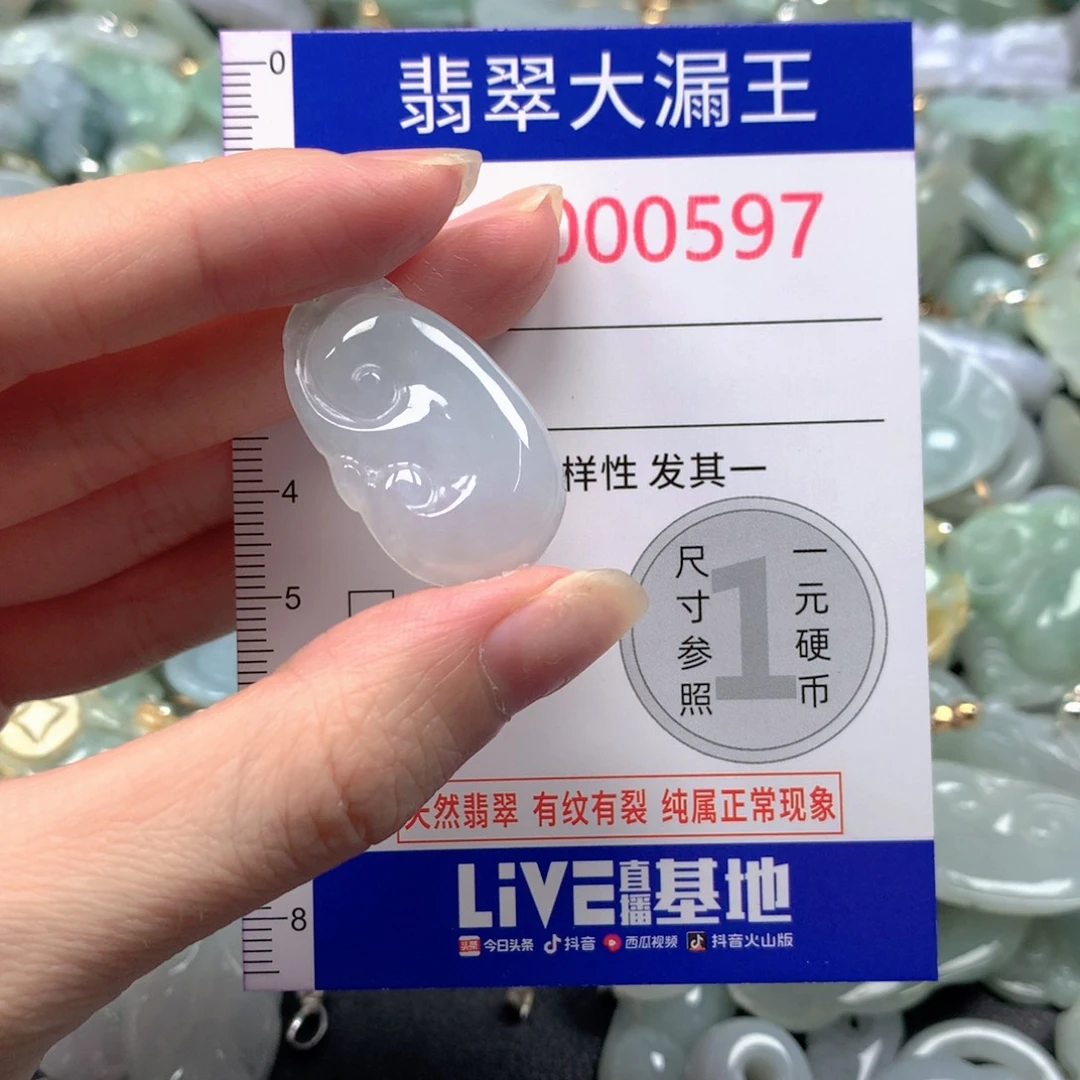 0
翡翠大漏王
000597
样性 发其一
4
5
尺寸参照
1
一元硬币
天然翡翠 有纹有裂 纯属正常现象
8
LiVE直播基地
头条 今日头条 抖音 西瓜视频 抖音火山版